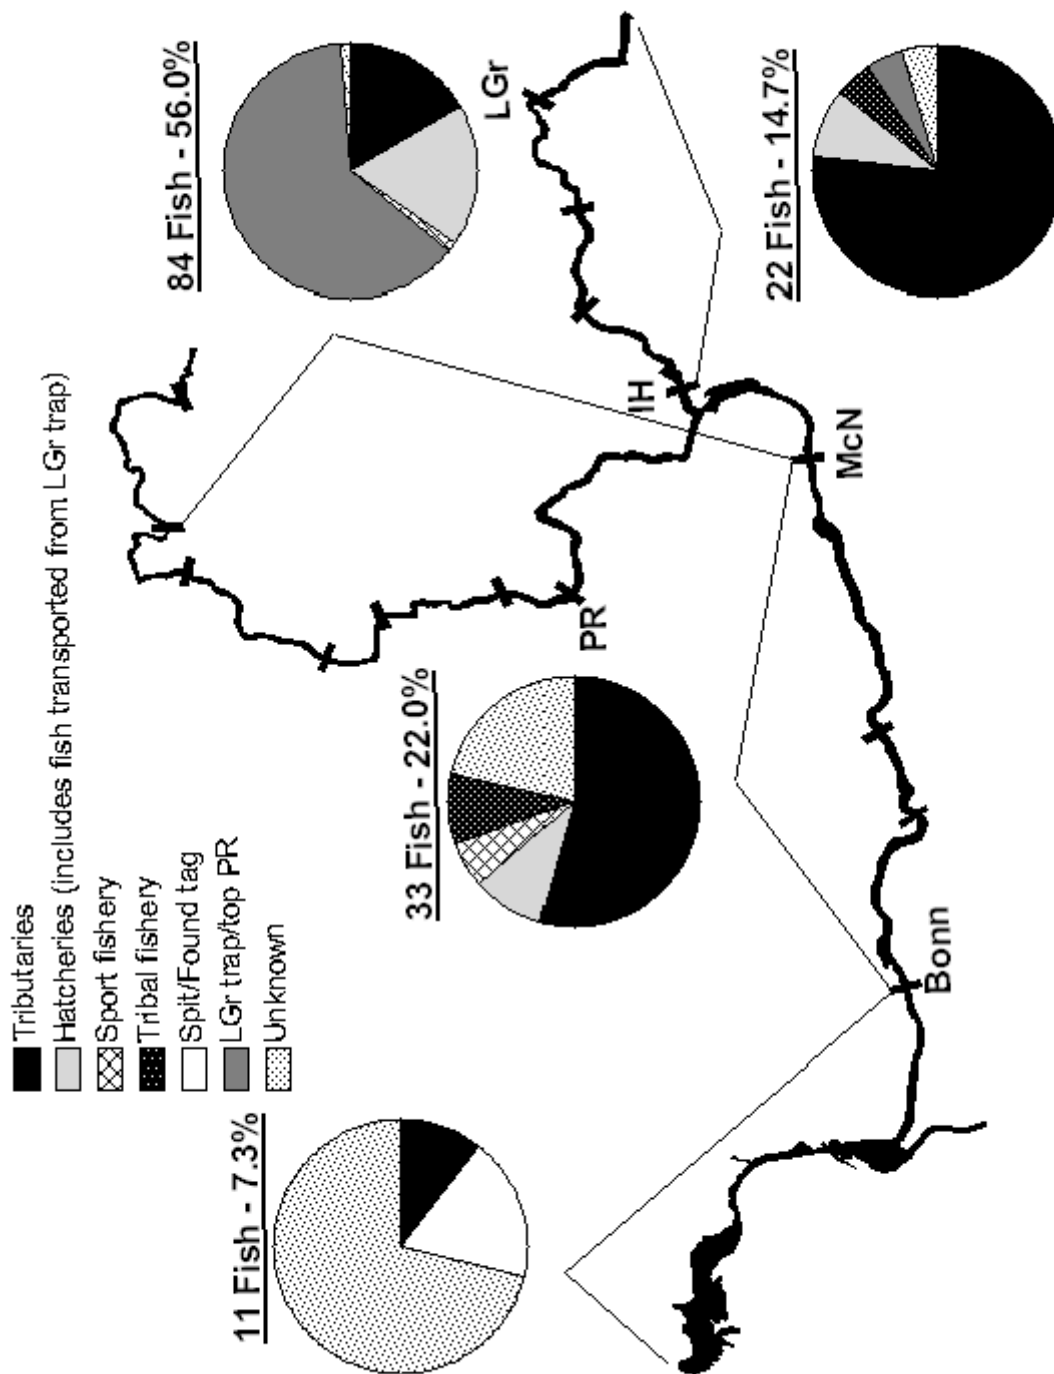 Tributaries
Hatcheries (includes fish transported from LGr trap)
Sport fishery
Tribal fishery
Spit/Found tag
LGr trap/top PR
Unknown
11 Fish - 7.3%
33 Fish - 22.0%
84 Fish - 56.0%
22 Fish - 14.7%
PR
IH
LGr
McN
Bonn